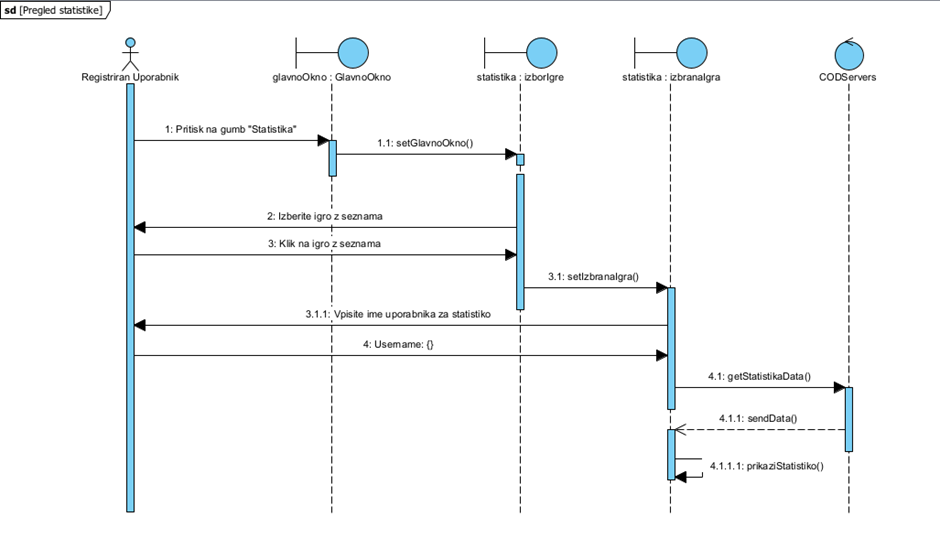 sd [Pregled statistike]
Registriran Uporabnik
glavnoOkno : GlavnoOkno
statistika : izborIgre
statistika : izbranaIgra
CODServers
1: Pritisk na gumb "Statistika"
1.1: setGlavnoOkno()
2: Izberite igro z seznama
3: Klik na igro z seznama
3.1: setIzbranaIgra()
3.1.1: Vpisite ime uporabnika za statistiko
4: Username: {}
4.1: getStatistikaData()
4.1.1: sendData()
4.1.1.1: prikaziStatistiko()